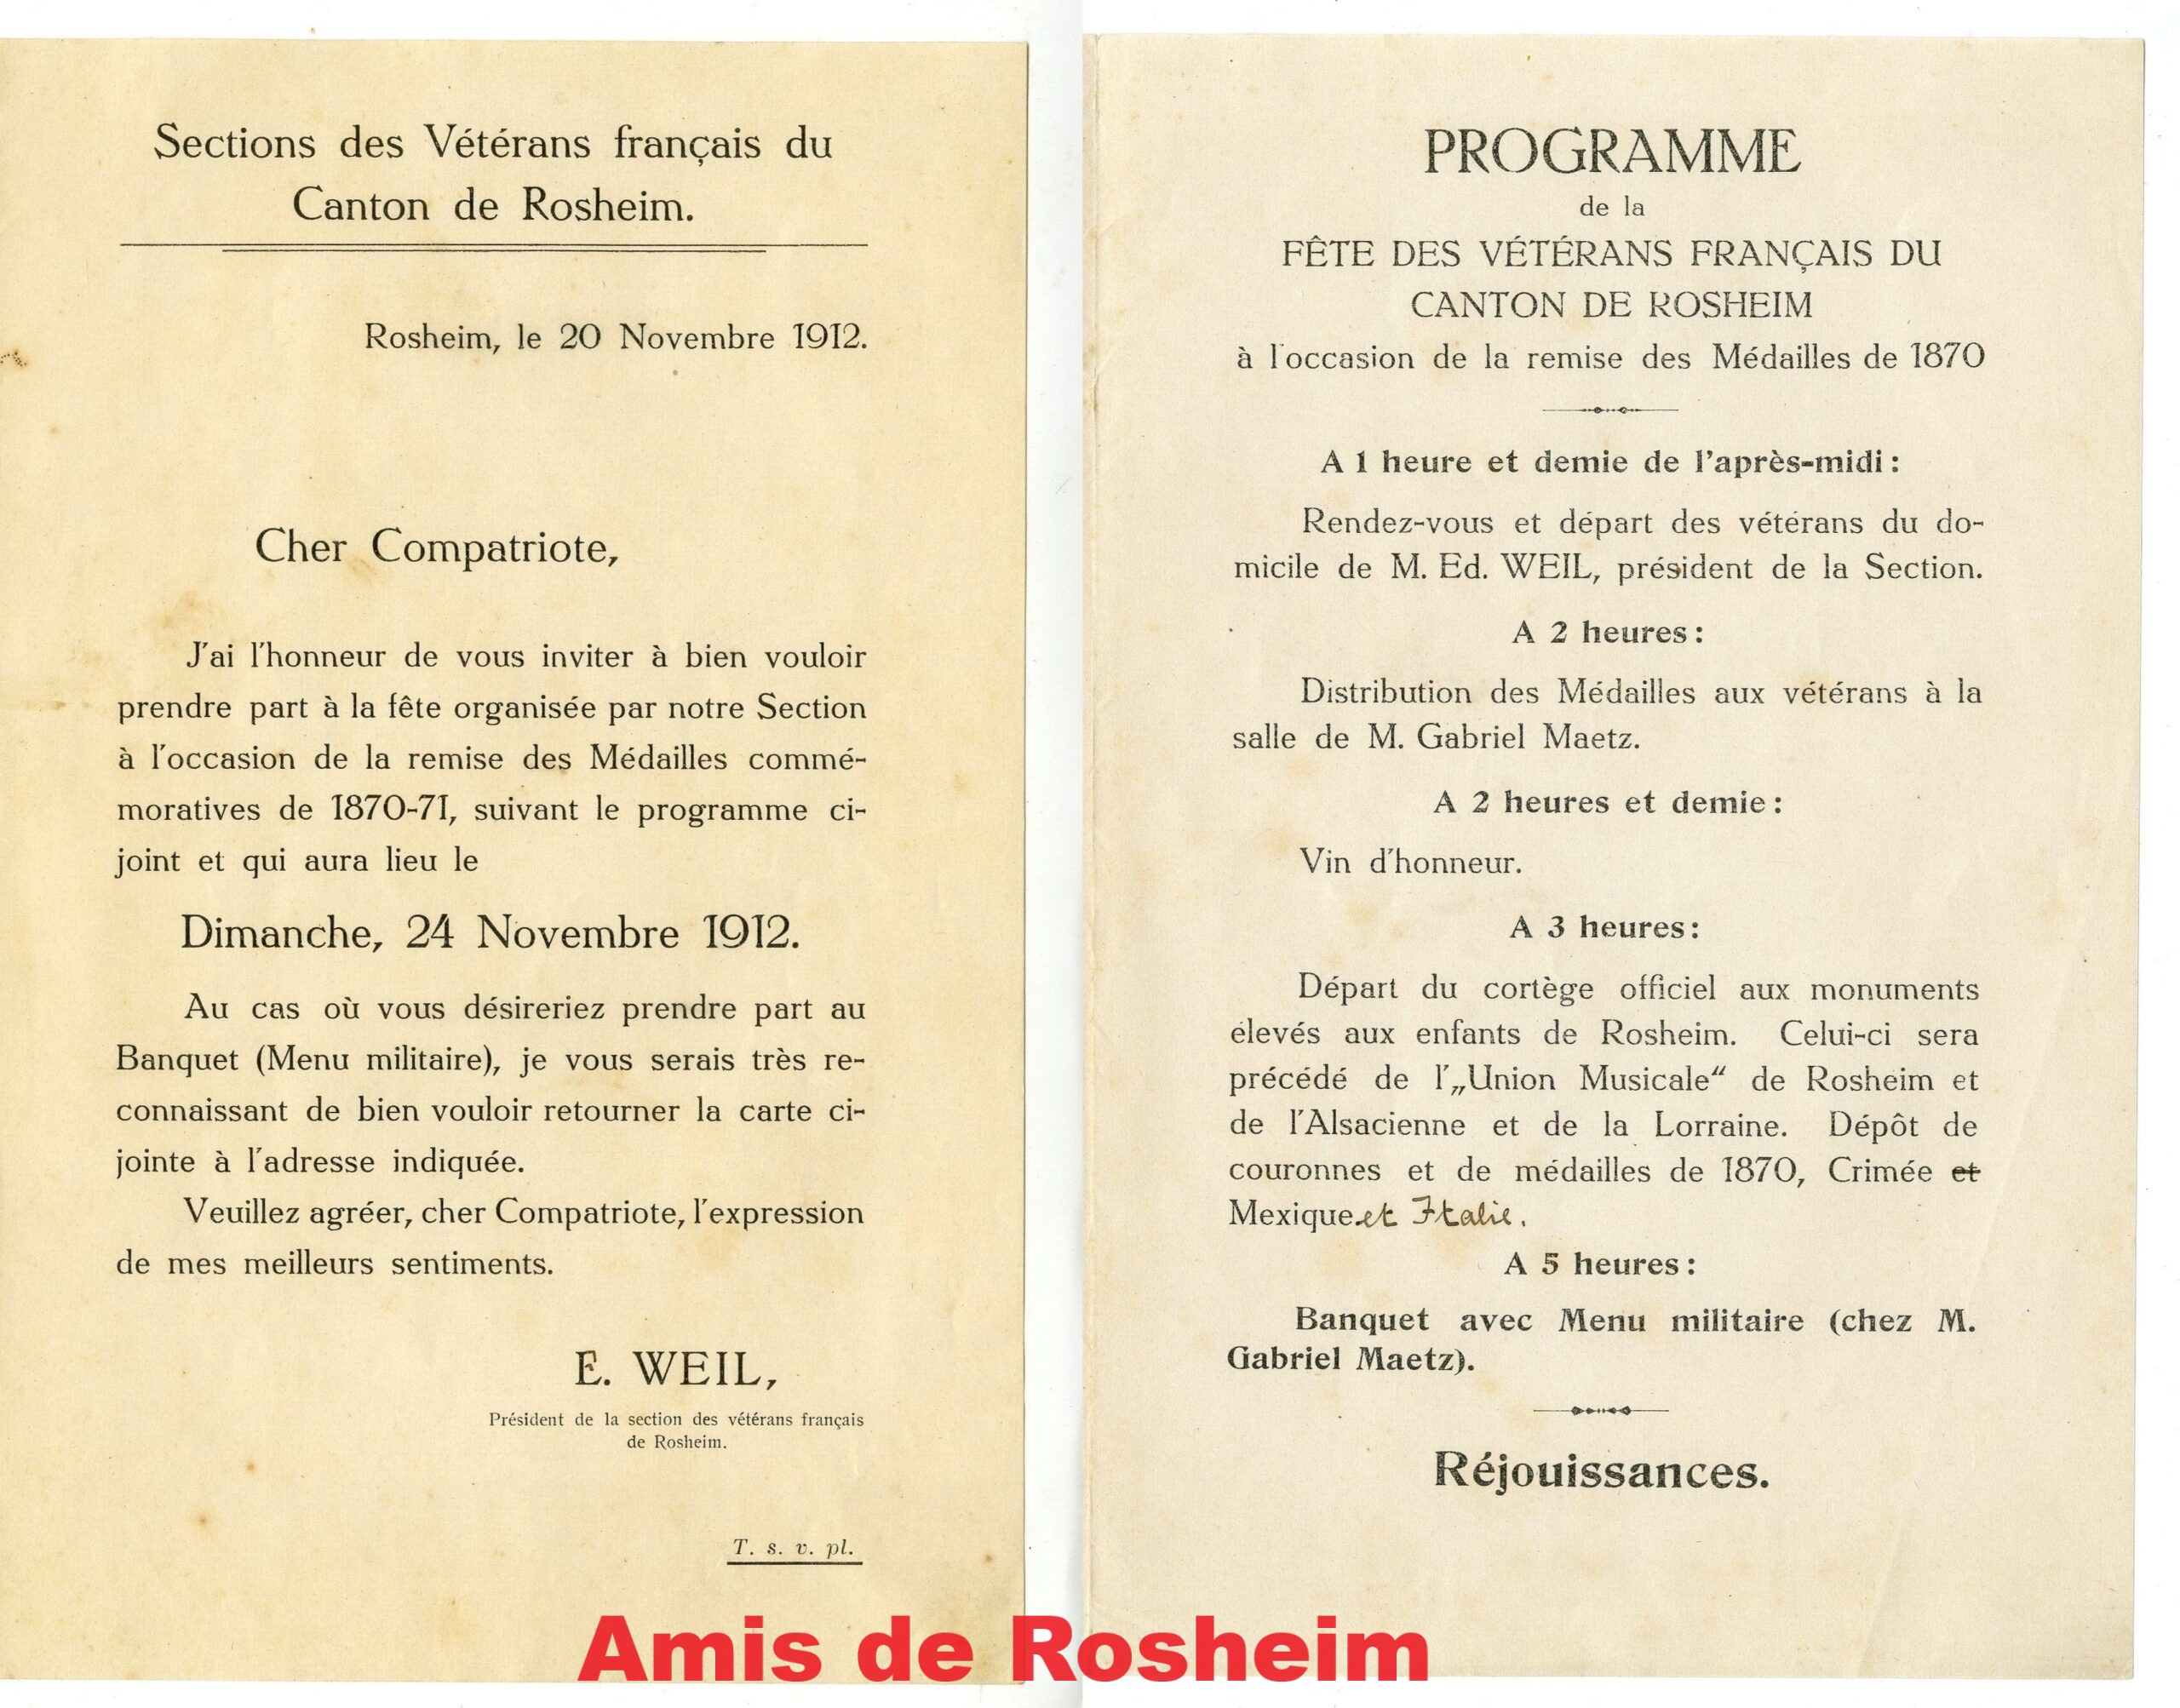 Sections des Vétérans français du
Canton de Rosheim.
Rosheim, le 20 Novembre 1912.
Cher Compatriote,
J'ai l'honneur de vous inviter à bien vouloir
prendre part à la fête organisée par notre Section
à l'occasion de la remise des Médailles commé-
moratives de 1870-71, suivant le programme ci-
joint et qui aura lieu le
Dimanche, 24 Novembre 1912.
Au cas où vous désireriez prendre part au
Banquet (Menu militaire), je vous serais très re-
connaissant de bien vouloir retourner la carte ci-
jointe à l'adresse indiquée.
Veuillez agréer, cher Compatriote, l'expression
de mes meilleurs sentiments.
E. WEIL,
Président de la section des vétérans français
de Rosheim.
T. s. v. pl.
PROGRAMME
de la
FÊTE DES VÉTÉRANS FRANÇAIS DU
CANTON DE ROSHEIM
à l'occasion de la remise des Médailles de 1870
A 1 heure et demie de l'après-midi:
Rendez-vous et départ des vétérans du do-
micile de M. Ed. WEIL, président de la Section.
A 2 heures:
Distribution des Médailles aux vétérans à la
salle de M. Gabriel Maetz.
A 2 heures et demie:
Vin d'honneur.
A 3 heures:
Départ du cortège officiel aux monuments
élevés aux enfants de Rosheim. Celui-ci sera
précédé de l'„Union Musicale“ de Rosheim et
de l'Alsacienne et de la Lorraine. Dépôt de
couronnes et de médailles de 1870, Crimée et
Mexique. et Italie.
A 5 heures:
Banquet avec Menu militaire (chez M.
Gabriel Maetz).
Réjouissances.
Amis de Rosheim